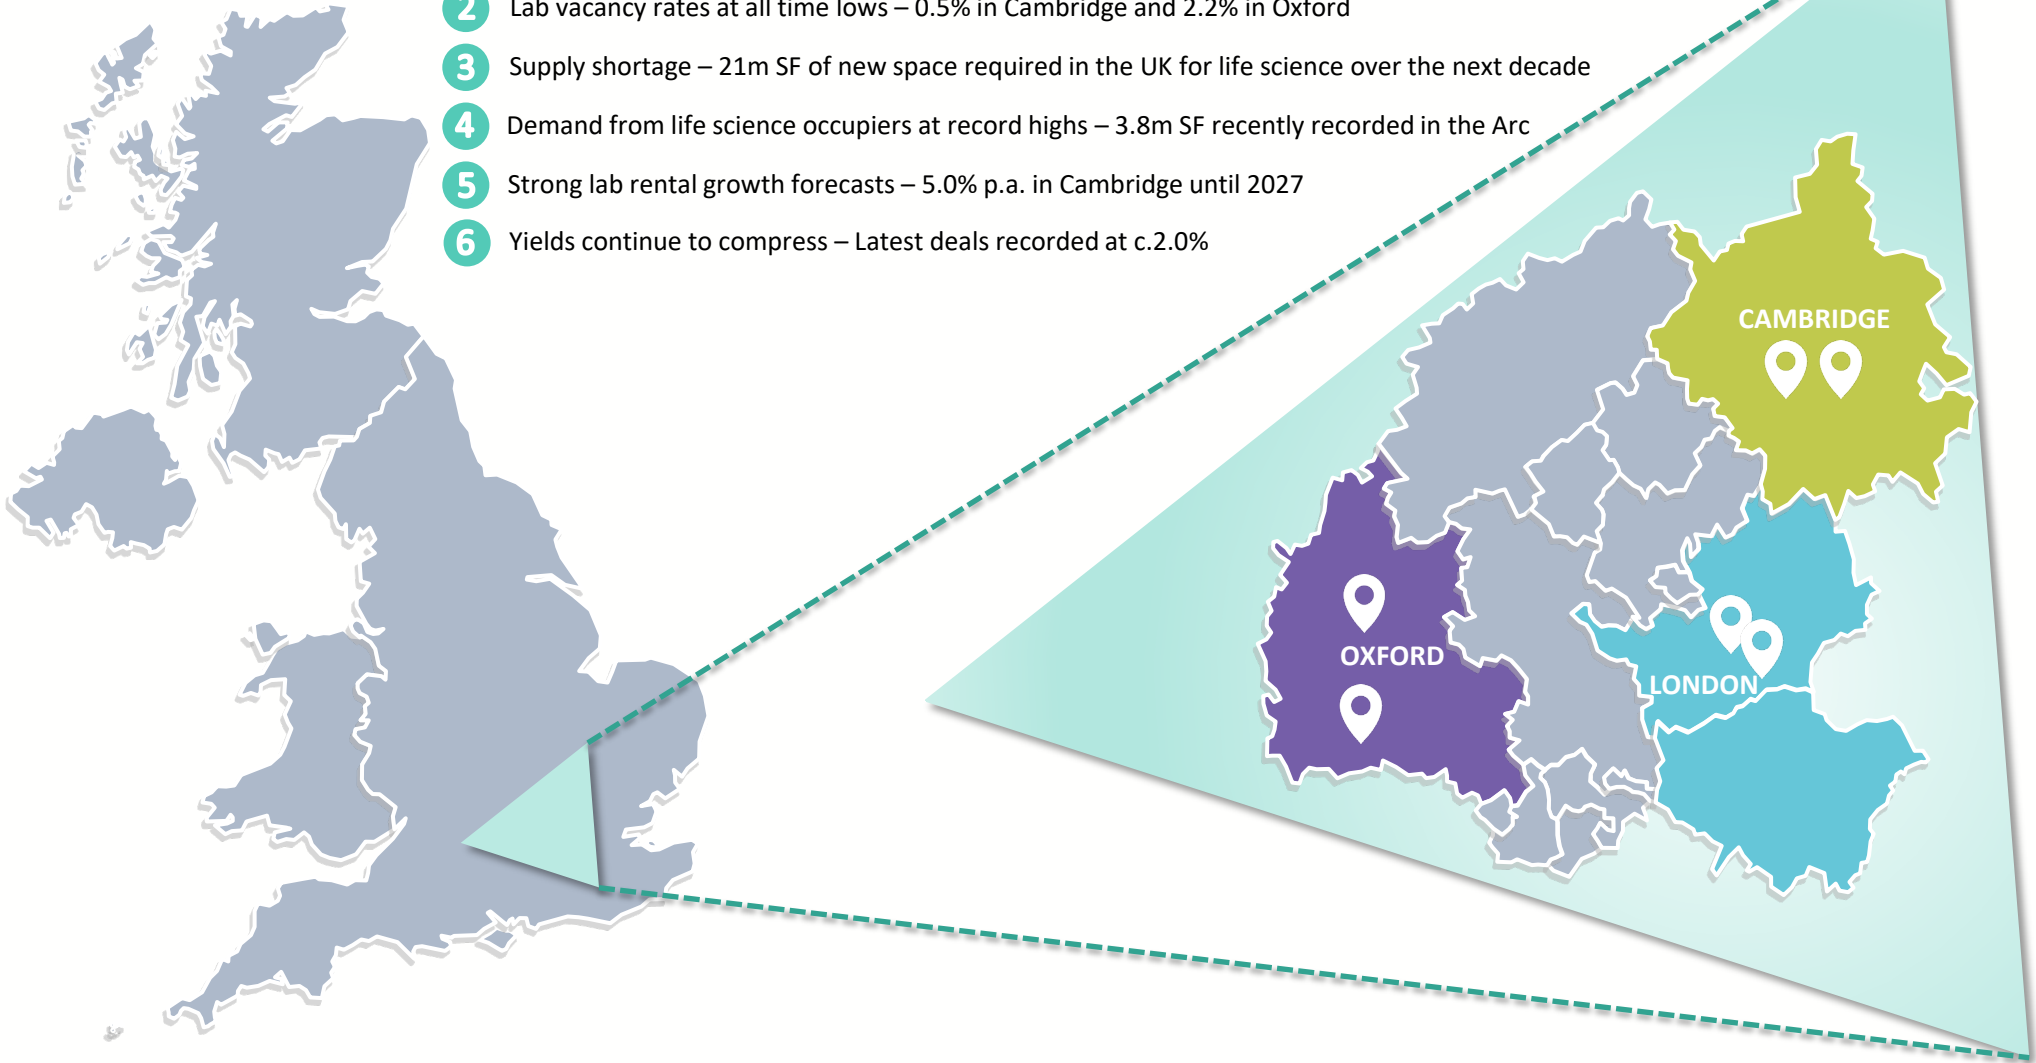 2 Lab vacancy rates at all time lows – 0.5% in Cambridge and 2.2% in Oxford
3 Supply shortage – 21m SF of new space required in the UK for life science over the next decade
4 Demand from life science occupiers at record highs – 3.8m SF recently recorded in the Arc
5 Strong lab rental growth forecasts – 5.0% p.a. in Cambridge until 2027
6 Yields continue to compress – Latest deals recorded at c.2.0%
CAMBRIDGE
OXFORD
LONDON